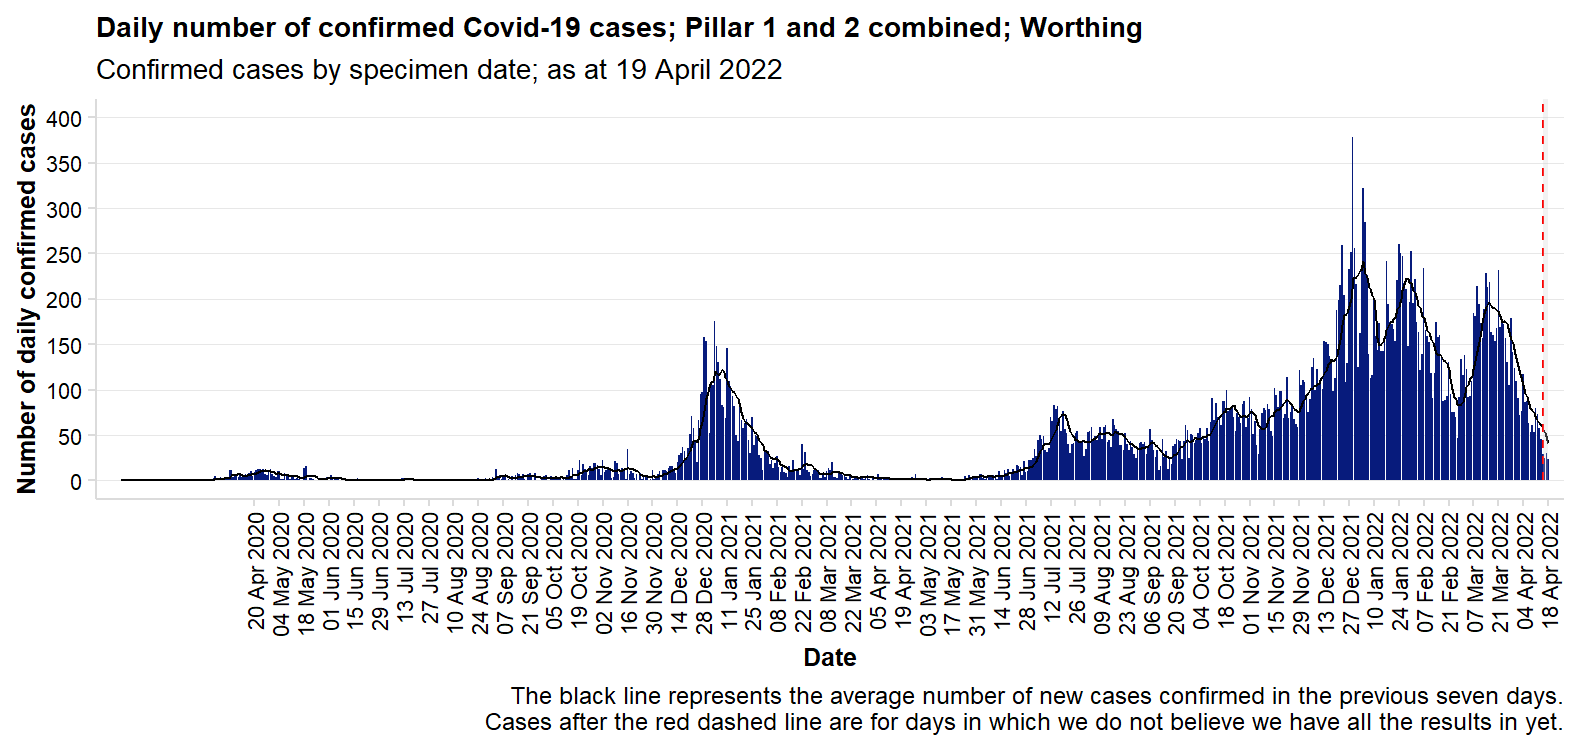 Daily number of confirmed Covid-19 cases; Pillar 1 and 2 combined; Worthing
Confirmed cases by specimen date; as at 19 April 2022
Number of daily confirmed cases
400
350
300
250
200
150
100
50
0
20 Apr 2020
04 May 2020
18 May 2020
01 Jun 2020
15 Jun 2020
29 Jun 2020
13 Jul 2020
27 Jul 2020
10 Aug 2020
24 Aug 2020
07 Sep 2020
21 Sep 2020
05 Oct 2020
19 Oct 2020
02 Nov 2020
16 Nov 2020
30 Nov 2020
14 Dec 2020
28 Dec 2020
11 Jan 2021
25 Jan 2021
08 Feb 2021
22 Feb 2021
08 Mar 2021
22 Mar 2021
05 Apr 2021
19 Apr 2021
03 May 2021
17 May 2021
31 May 2021
14 Jun 2021
28 Jun 2021
12 Jul 2021
26 Jul 2021
09 Aug 2021
23 Aug 2021
06 Sep 2021
20 Sep 2021
04 Oct 2021
18 Oct 2021
01 Nov 2021
15 Nov 2021
29 Nov 2021
13 Dec 2021
27 Dec 2021
10 Jan 2022
24 Jan 2022
07 Feb 2022
21 Feb 2022
07 Mar 2022
21 Mar 2022
04 Apr 2022
18 Apr 2022
Date
The black line represents the average number of new cases confirmed in the previous seven days.
Cases after the red dashed line are for days in which we do not believe we have all the results in yet.